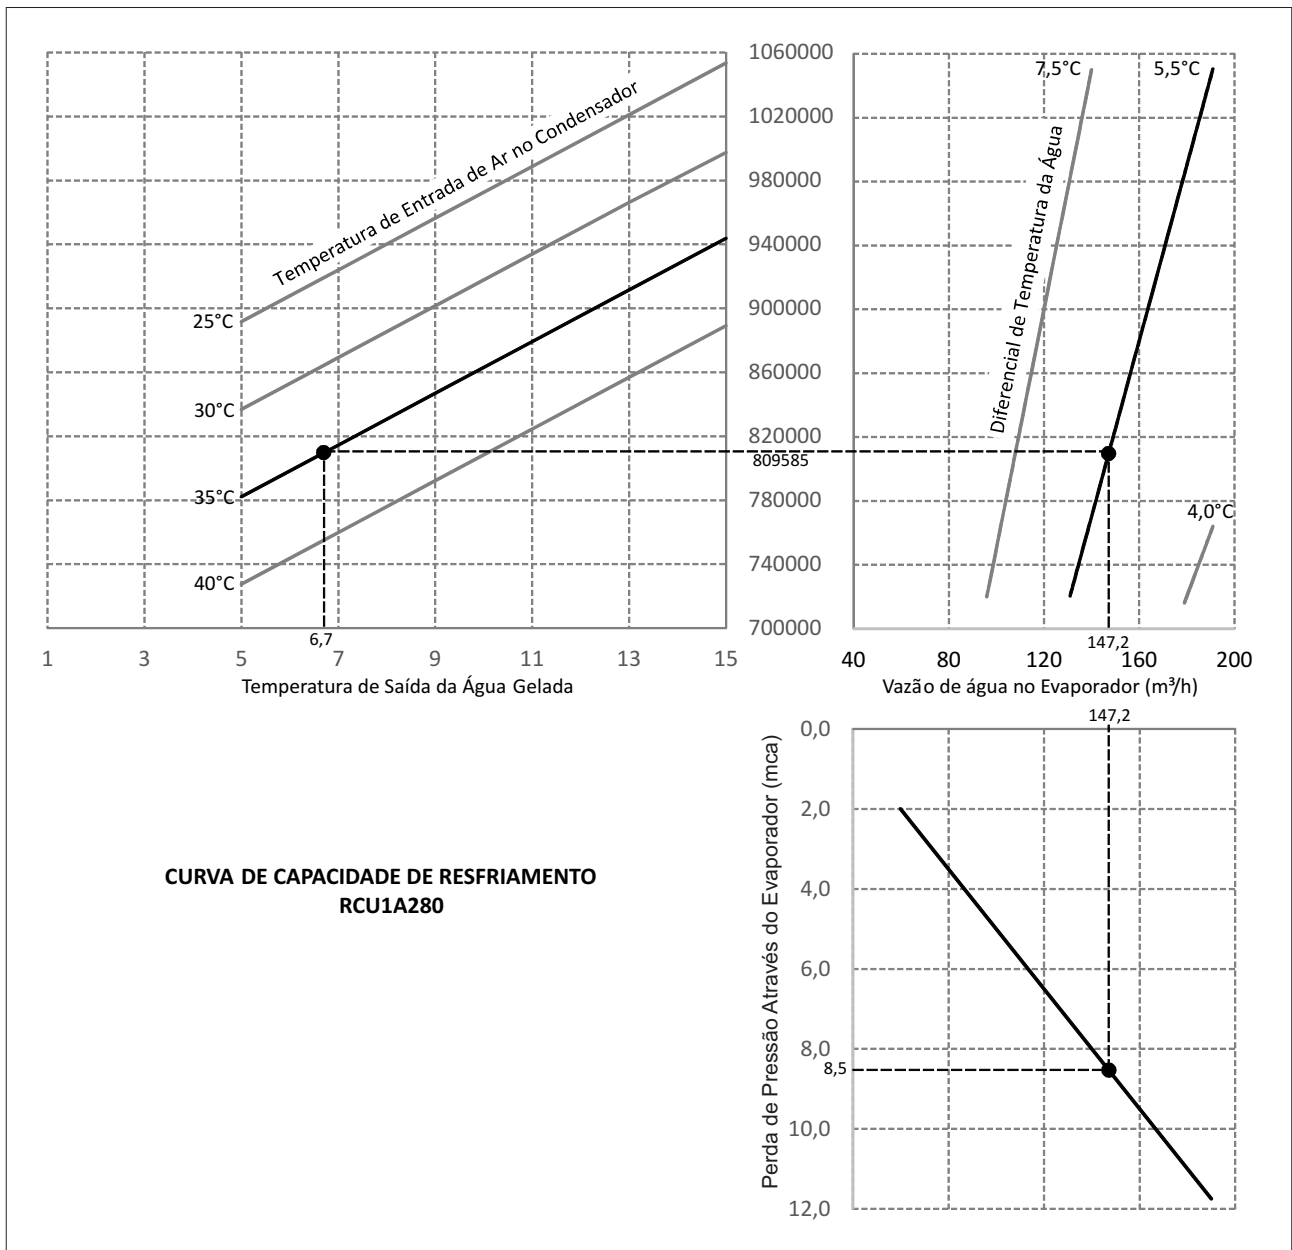 1060000
1020000
980000
940000
900000
860000
820000
809585
780000
740000
700000
Temperatura de Entrada de Ar no Condensador
25°C
30°C
35°C
40°C
6,7
1 3 5 7 9 11 13 15
Temperatura de Saída da Água Gelada
7,5°C
5,5°C
4,0°C
Diferencial de Temperatura da Água
147,2
40 80 120 160 200
Vazão de água no Evaporador (m³/h)
147,2
0,0
2,0
4,0
6,0
8,0
8,5
10,0
12,0
Perda de Pressão Através do Evaporador (mca)
CURVA DE CAPACIDADE DE RESFRIAMENTO
RCU1A280